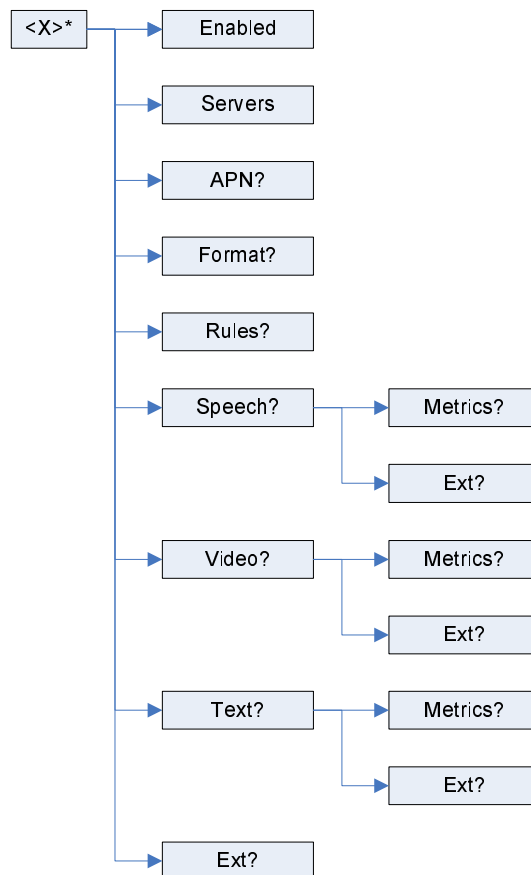 <X>*
Enabled
Servers
APN?
Format?
Rules?
Speech?
Metrics?
Ext?
Video?
Metrics?
Ext?
Text?
Metrics?
Ext?
Ext?